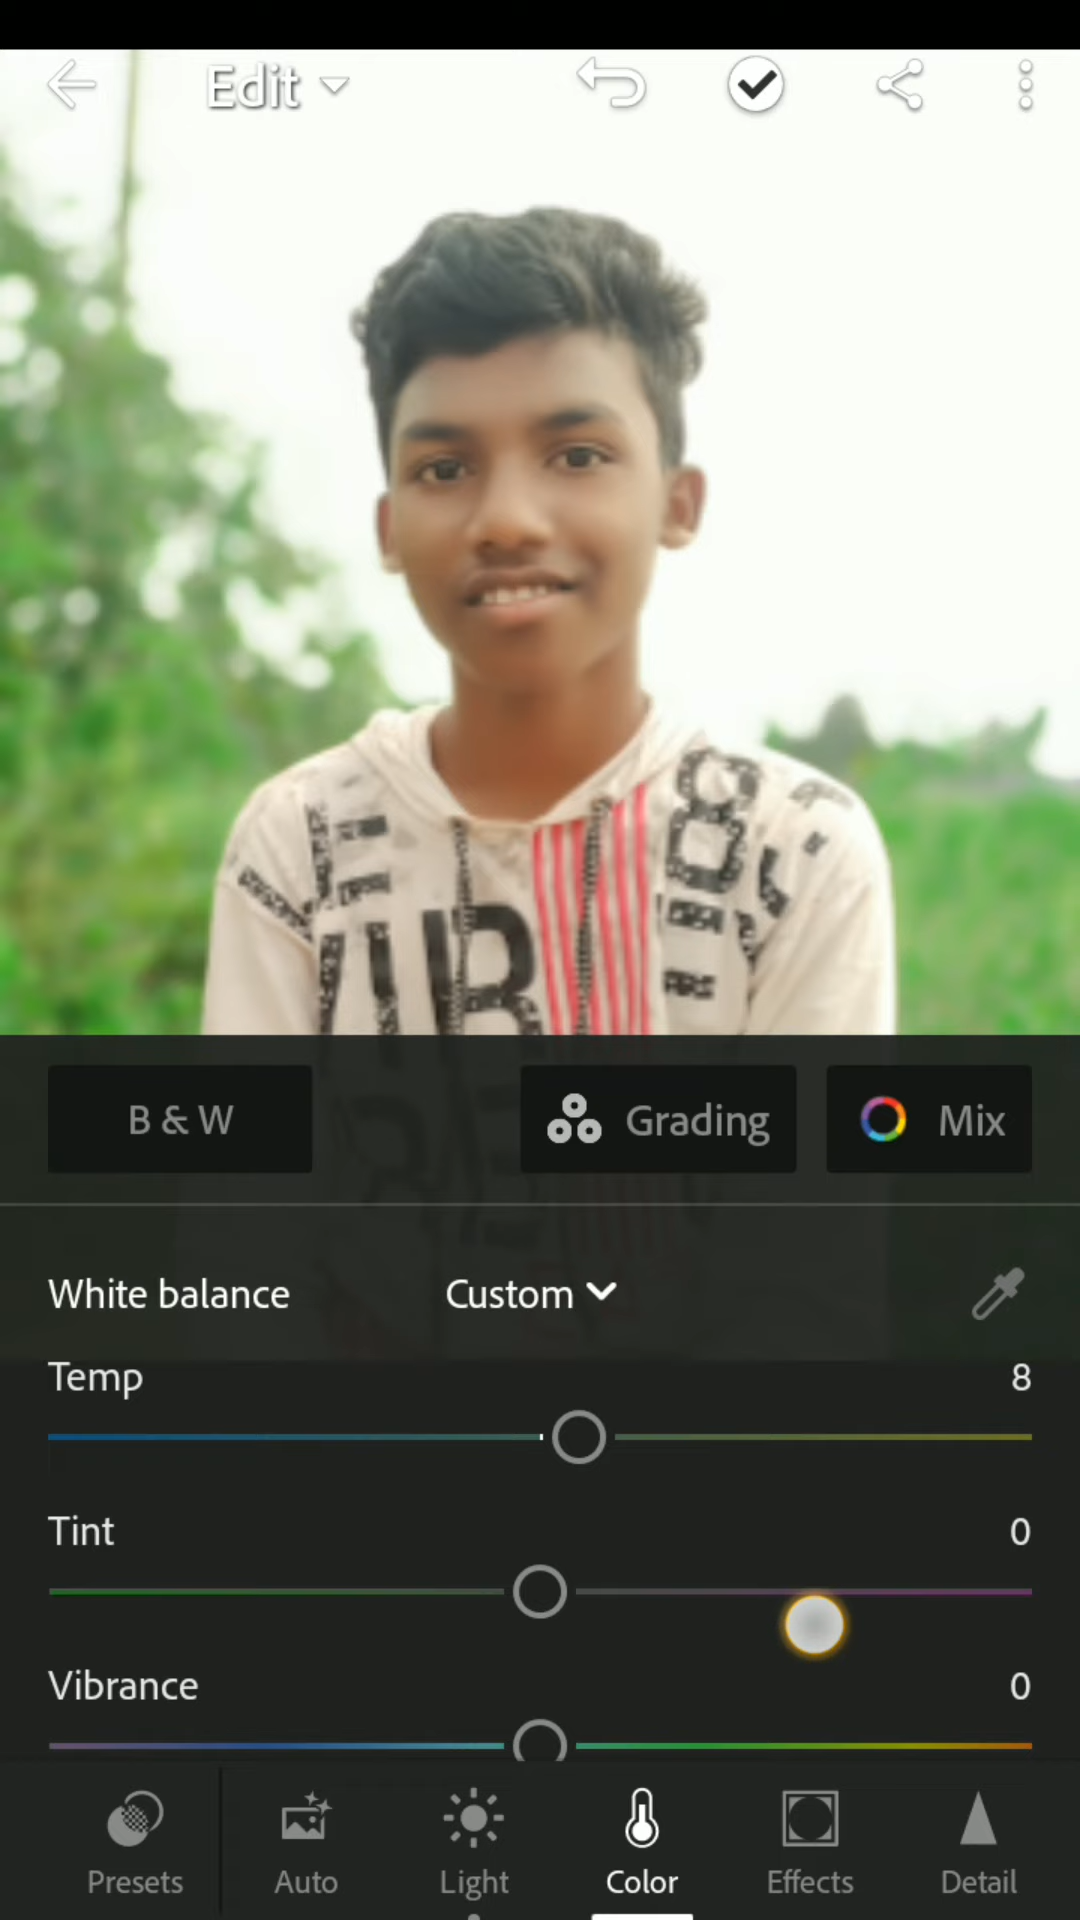 Edit
B & W Grading Mix
White balance Custom
Temp 8
Tint 0
Vibrance 0
Presets Auto Light Color Effects Detail